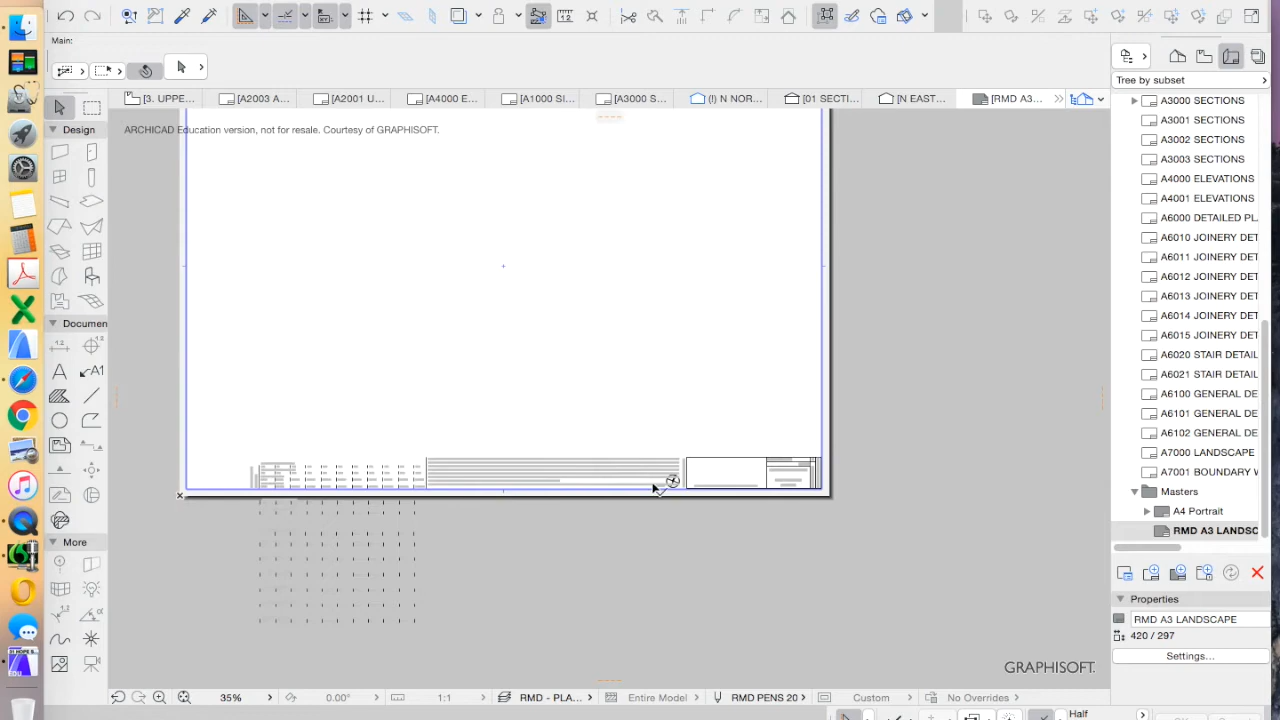 Main:
Tree by subset
[3. UPPE...
[A2003 A...
[A2001 U...
[A4000 E...
[A1000 SI...
[A3000 S...
(!) N NOR...
[01 SECTI...
[N EAST...
[RMD A3...
ARCHICAD Education version, not for resale. Courtesy of GRAPHISOFT.
Design
Documen
More
A1
A3000 SECTIONS
A3001 SECTIONS
A3002 SECTIONS
A3003 SECTIONS
A4000 ELEVATIONS
A4001 ELEVATIONS
A6000 DETAILED PL
A6010 JOINERY DET
A6011 JOINERY DET
A6012 JOINERY DET
A6013 JOINERY DET
A6014 JOINERY DET
A6015 JOINERY DET
A6020 STAIR DETAIL
A6021 STAIR DETAIL
A6100 GENERAL DE
A6101 GENERAL DE
A6102 GENERAL DE
A7000 LANDSCAPE
A7001 BOUNDARY W
Masters
A4 Portrait
RMD A3 LANDSC
Properties
RMD A3 LANDSCAPE
420 / 297
Settings...
GRAPHISOFT.
35%
0.00°
1:1
RMD - PLA...
Entire Model
RMD PENS 20
Custom
No Overrides
Half